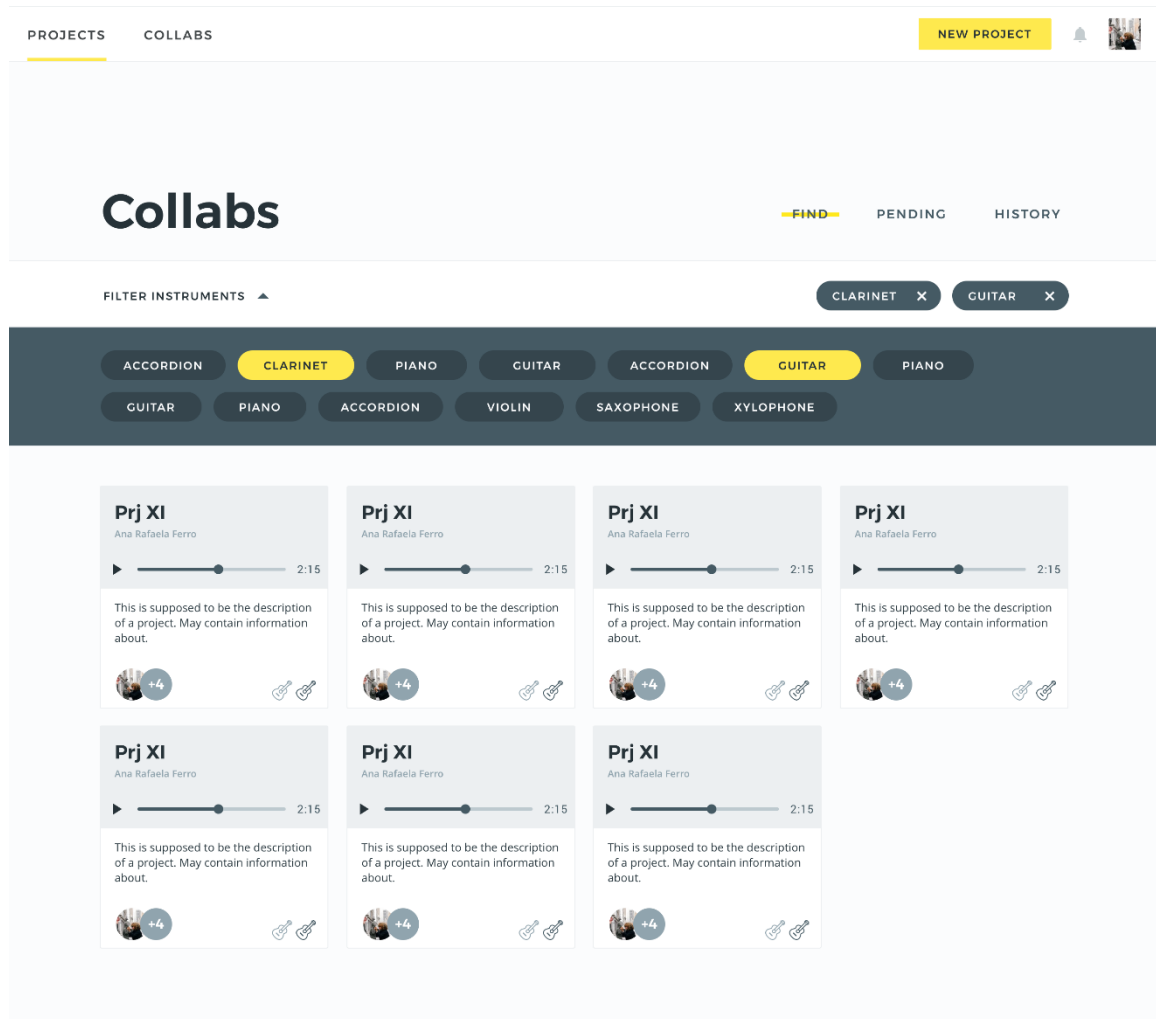 PROJECTS COLLABS NEW PROJECT
Collabs FIND PENDING HISTORY
FILTER INSTRUMENTS CLARINET X GUITAR X
ACCORDION CLARINET PIANO GUITAR ACCORDION GUITAR PIANO
GUITAR PIANO ACCORDION VIOLIN SAXOPHONE XYLOPHONE
Prj XI
Ana Rafaela Ferro
2:15
This is supposed to be the description
of a project. May contain information
about.
+4
Prj XI
Ana Rafaela Ferro
2:15
This is supposed to be the description
of a project. May contain information
about.
+4
Prj XI
Ana Rafaela Ferro
2:15
This is supposed to be the description
of a project. May contain information
about.
+4
Prj XI
Ana Rafaela Ferro
2:15
This is supposed to be the description
of a project. May contain information
about.
+4
Prj XI
Ana Rafaela Ferro
2:15
This is supposed to be the description
of a project. May contain information
about.
+4
Prj XI
Ana Rafaela Ferro
2:15
This is supposed to be the description
of a project. May contain information
about.
+4
Prj XI
Ana Rafaela Ferro
2:15
This is supposed to be the description
of a project. May contain information
about.
+4